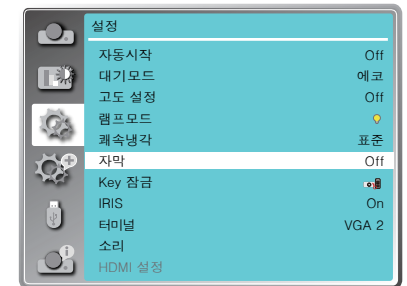 설정
자동시작 Off
대기모드 에코
고도 설정 Off
램프모드
쾌속냉각 표준
자막 Off
Key 잠금
IRIS On
터미널 VGA 2
소리
HDMI 설정